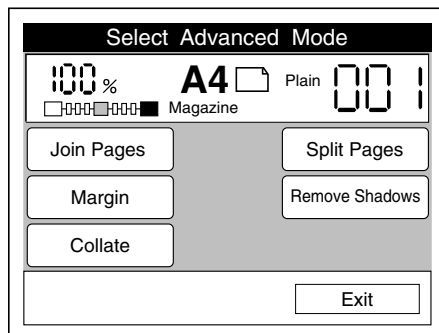 Select Advanced Mode
100 % A4 Plain 001
Magazine
Join Pages Split Pages
Margin Remove Shadows
Collate
Exit